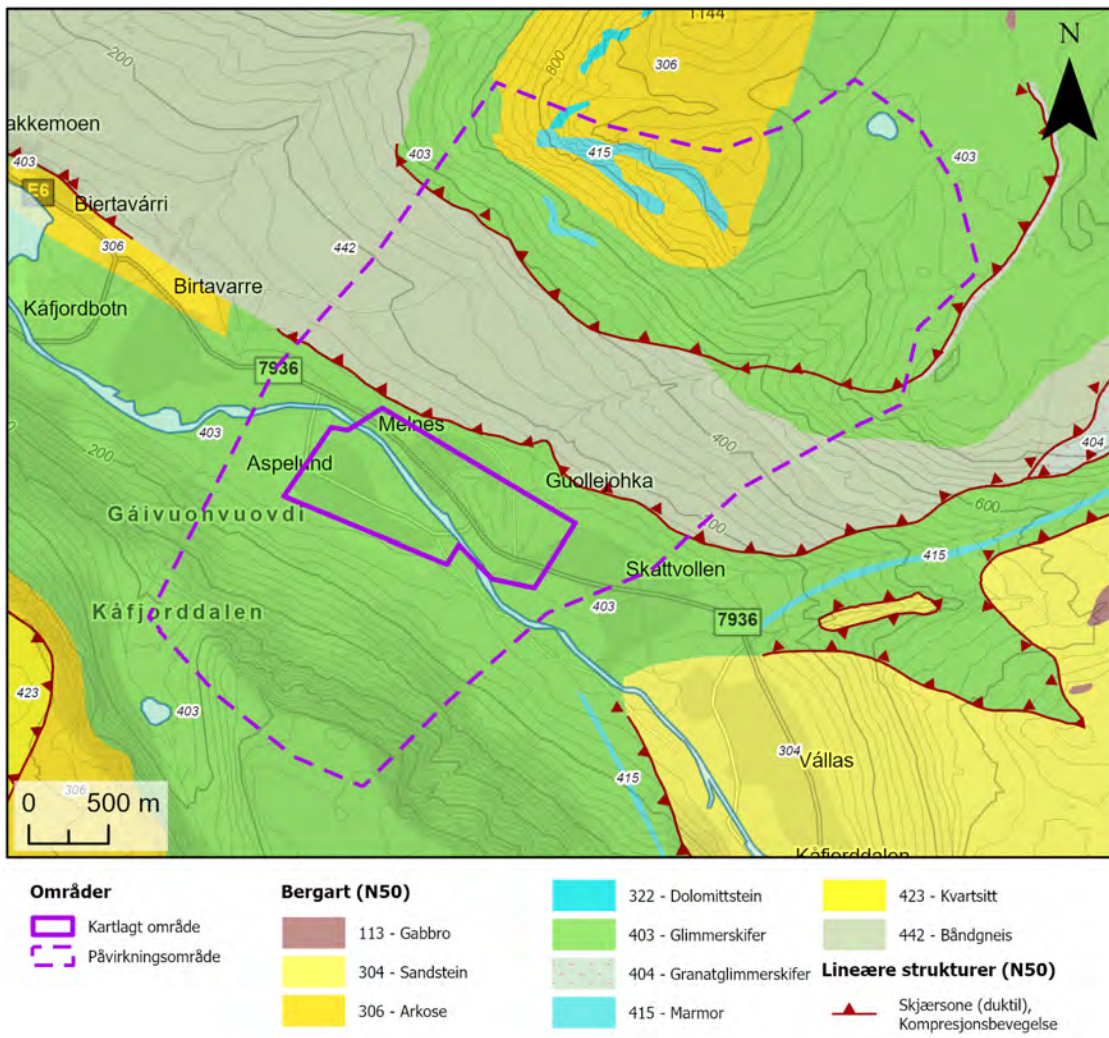 1144
N
200
800
306
akkemoen
403
415
403
403
E6
Biertavárri
306
442
Birtavarre
Kåfjordbotn
7936
400
404
403
Melnes
200
Aspelund
Guollejohka
600
Gáivuonvuovdi
415
Skattvollen
403
Kåfjorddalen
7936
423
403
304
Vállas
415
306
0 500 m
Kåfjorddalen
Områder
Kartlagt område
Påvirkningsområde
Bergart (N50)
113 - Gabbro
304 - Sandstein
306 - Arkose
322 - Dolomittstein
403 - Glimmerskifer
404 - Granatglimmerskifer
415 - Marmor
423 - Kvartsitt
442 - Båndgneis
Lineære strukturer (N50)
Skjærsone (duktil),
Kompresjonsbevegelse